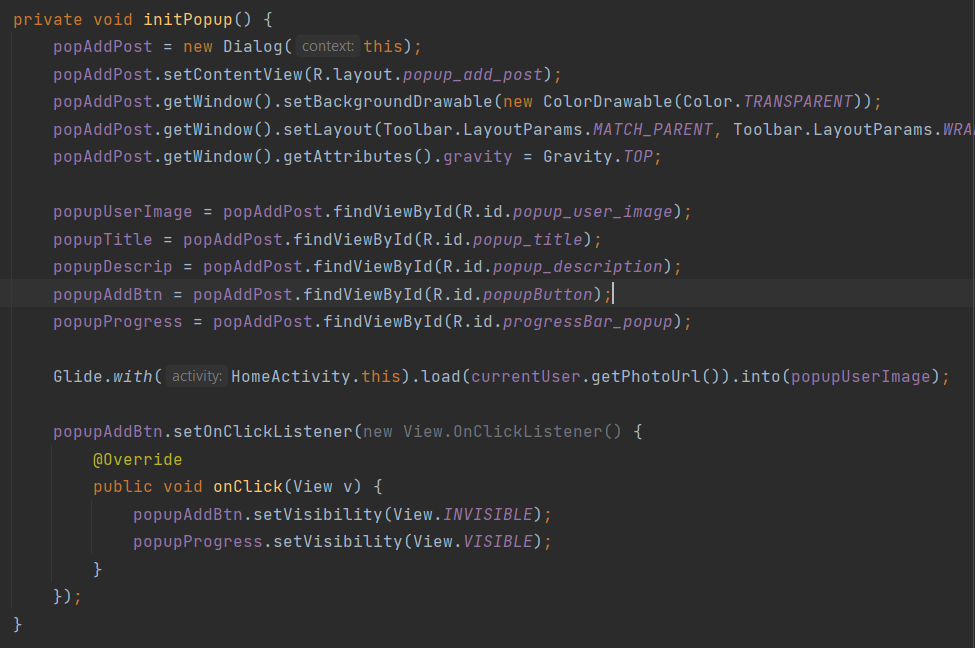 private void initPopup() {
    popAddPost = new Dialog( context: this);
    popAddPost.setContentView(R.layout.popup_add_post);
    popAddPost.getWindow().setBackgroundDrawable(new ColorDrawable(Color.TRANSPARENT));
    popAddPost.getWindow().setLayout(Toolbar.LayoutParams.MATCH_PARENT, Toolbar.LayoutParams.WRA
    popAddPost.getWindow().getAttributes().gravity = Gravity.TOP;

    popupUserImage = popAddPost.findViewById(R.id.popup_user_image);
    popupTitle = popAddPost.findViewById(R.id.popup_title);
    popupDescrip = popAddPost.findViewById(R.id.popup_description);
    popupAddBtn = popAddPost.findViewById(R.id.popupButton);
    popupProgress = popAddPost.findViewById(R.id.progressBar_popup);

    Glide.with( activity: HomeActivity.this).load(currentUser.getPhotoUrl()).into(popupUserImage);

    popupAddBtn.setOnClickListener(new View.OnClickListener() {
        @Override
        public void onClick(View v) {
            popupAddBtn.setVisibility(View.INVISIBLE);
            popupProgress.setVisibility(View.VISIBLE);
        }
    });
}